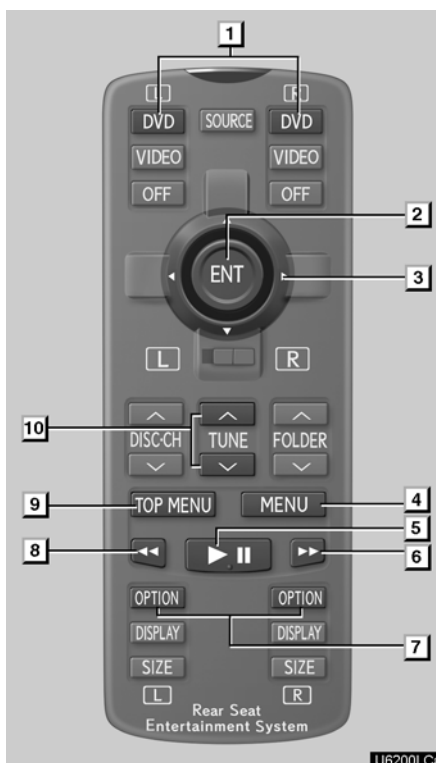 1
L R
DVD SOURCE DVD
VIDEO VIDEO
OFF OFF
2
ENT
3
L R
10
DISC·CH TUNE FOLDER
9 TOP MENU MENU 4
5
8 6
OPTION OPTION
7
DISPLAY DISPLAY
SIZE SIZE
L R
Rear Seat
Entertainment System